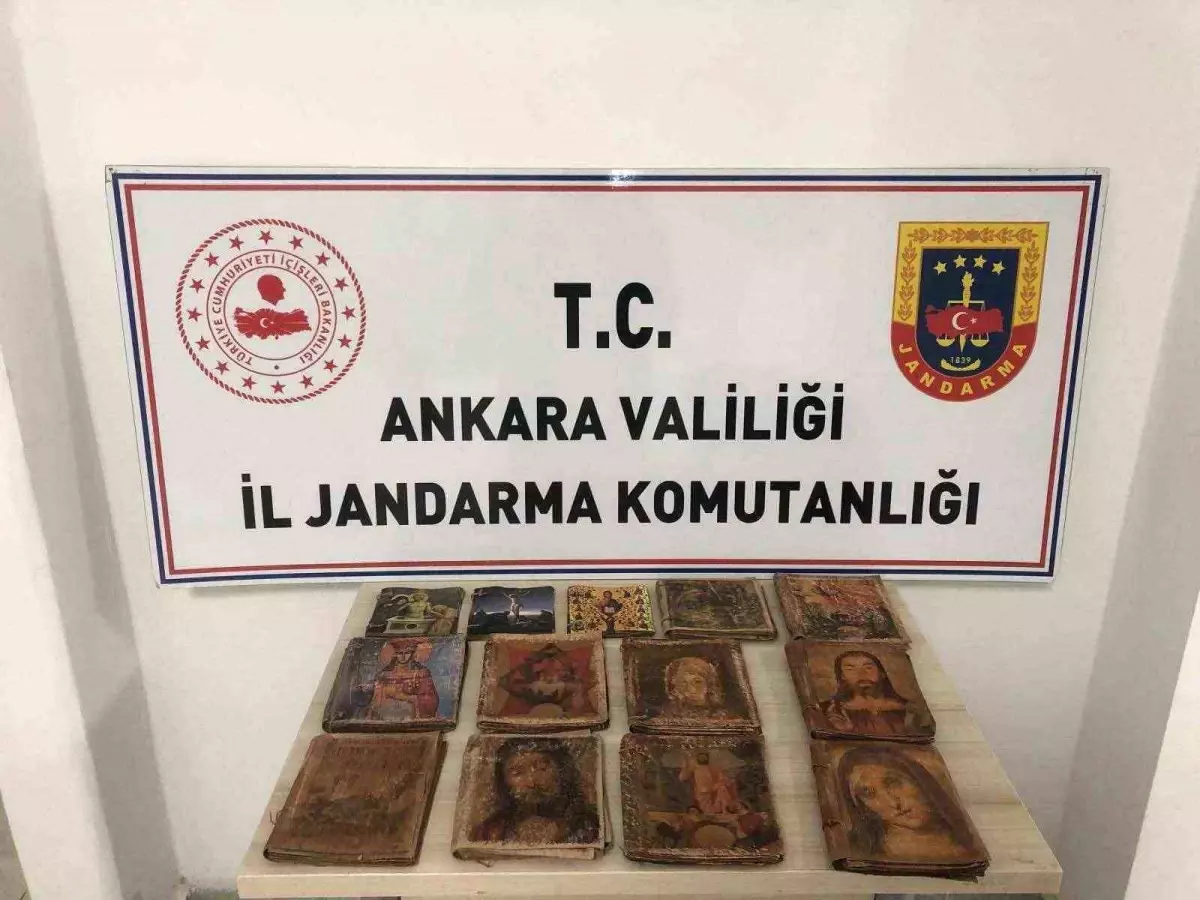 TÜRKİYE CUMHURİYETİ İÇİŞLERİ BAKANLIĞI
T.C.
ANKARA VALİLİĞİ
İL JANDARMA KOMUTANLIĞI
1839
JANDARMA